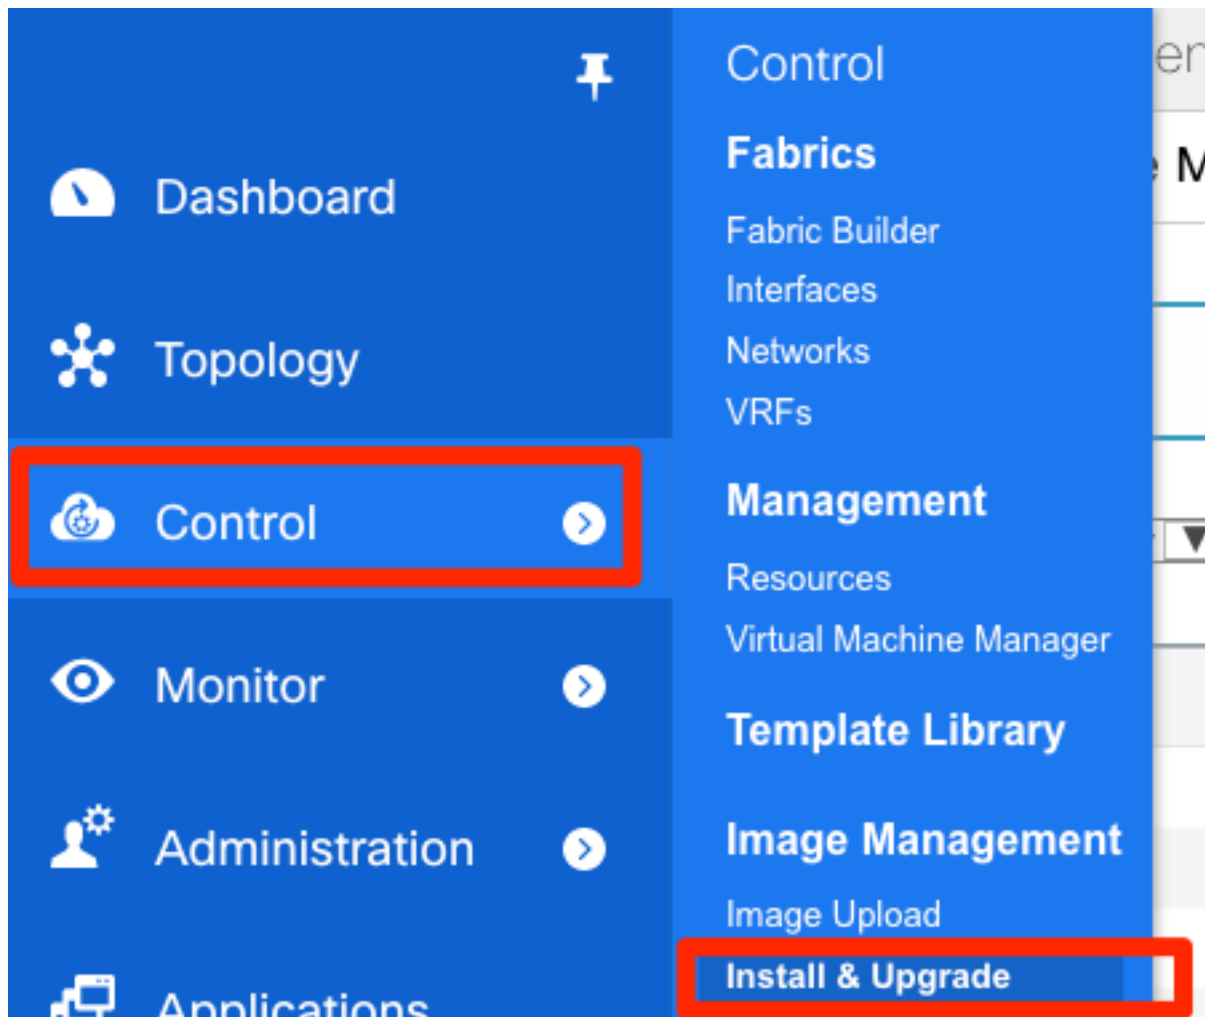 Dashboard
Topology
Control
Monitor
Administration
Applications
Control
Fabrics
Fabric Builder
Interfaces
Networks
VRFs
Management
Resources
Virtual Machine Manager
Template Library
Image Management
Image Upload
Install & Upgrade